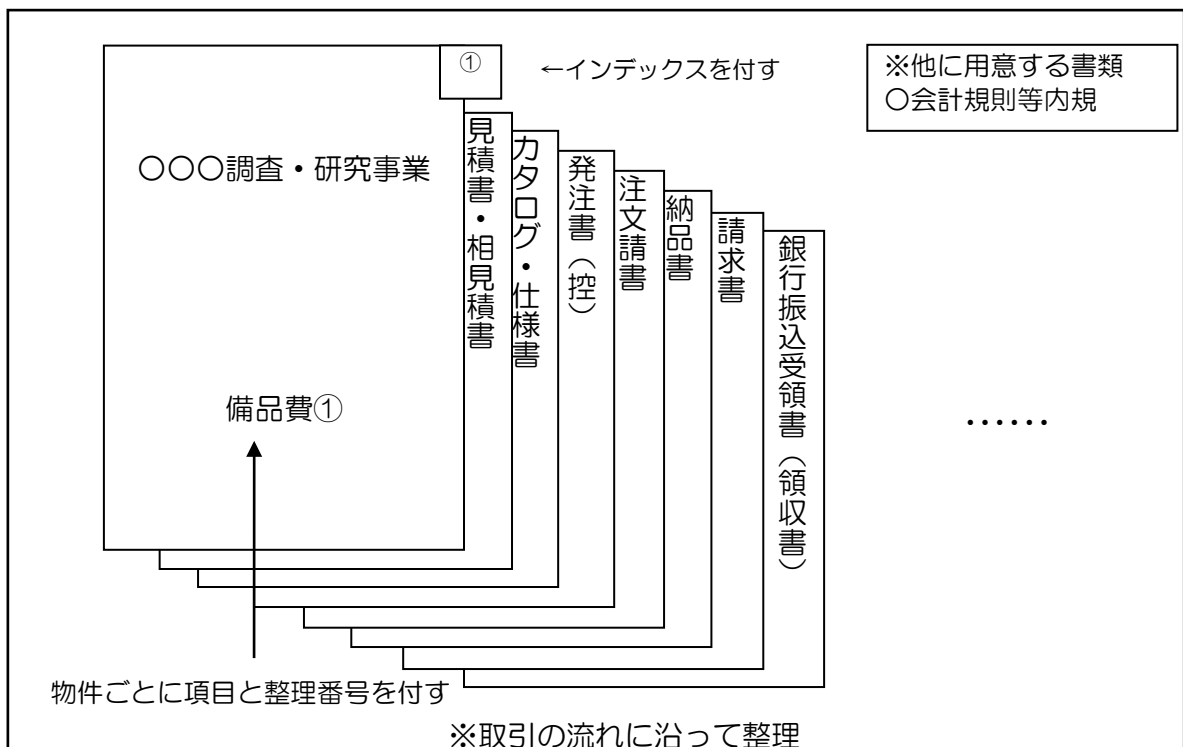 ①
←インデックスを付す
※他に用意する書類
〇会計規則等内規
〇〇〇調査・研究事業
備品費①
見積書・相見積書
カタログ・仕様書
発注書（控）
注文請書
納品書
請求書
銀行振込受領書（領収書）
……
物件ごとに項目と整理番号を付す
※取引の流れに沿って整理